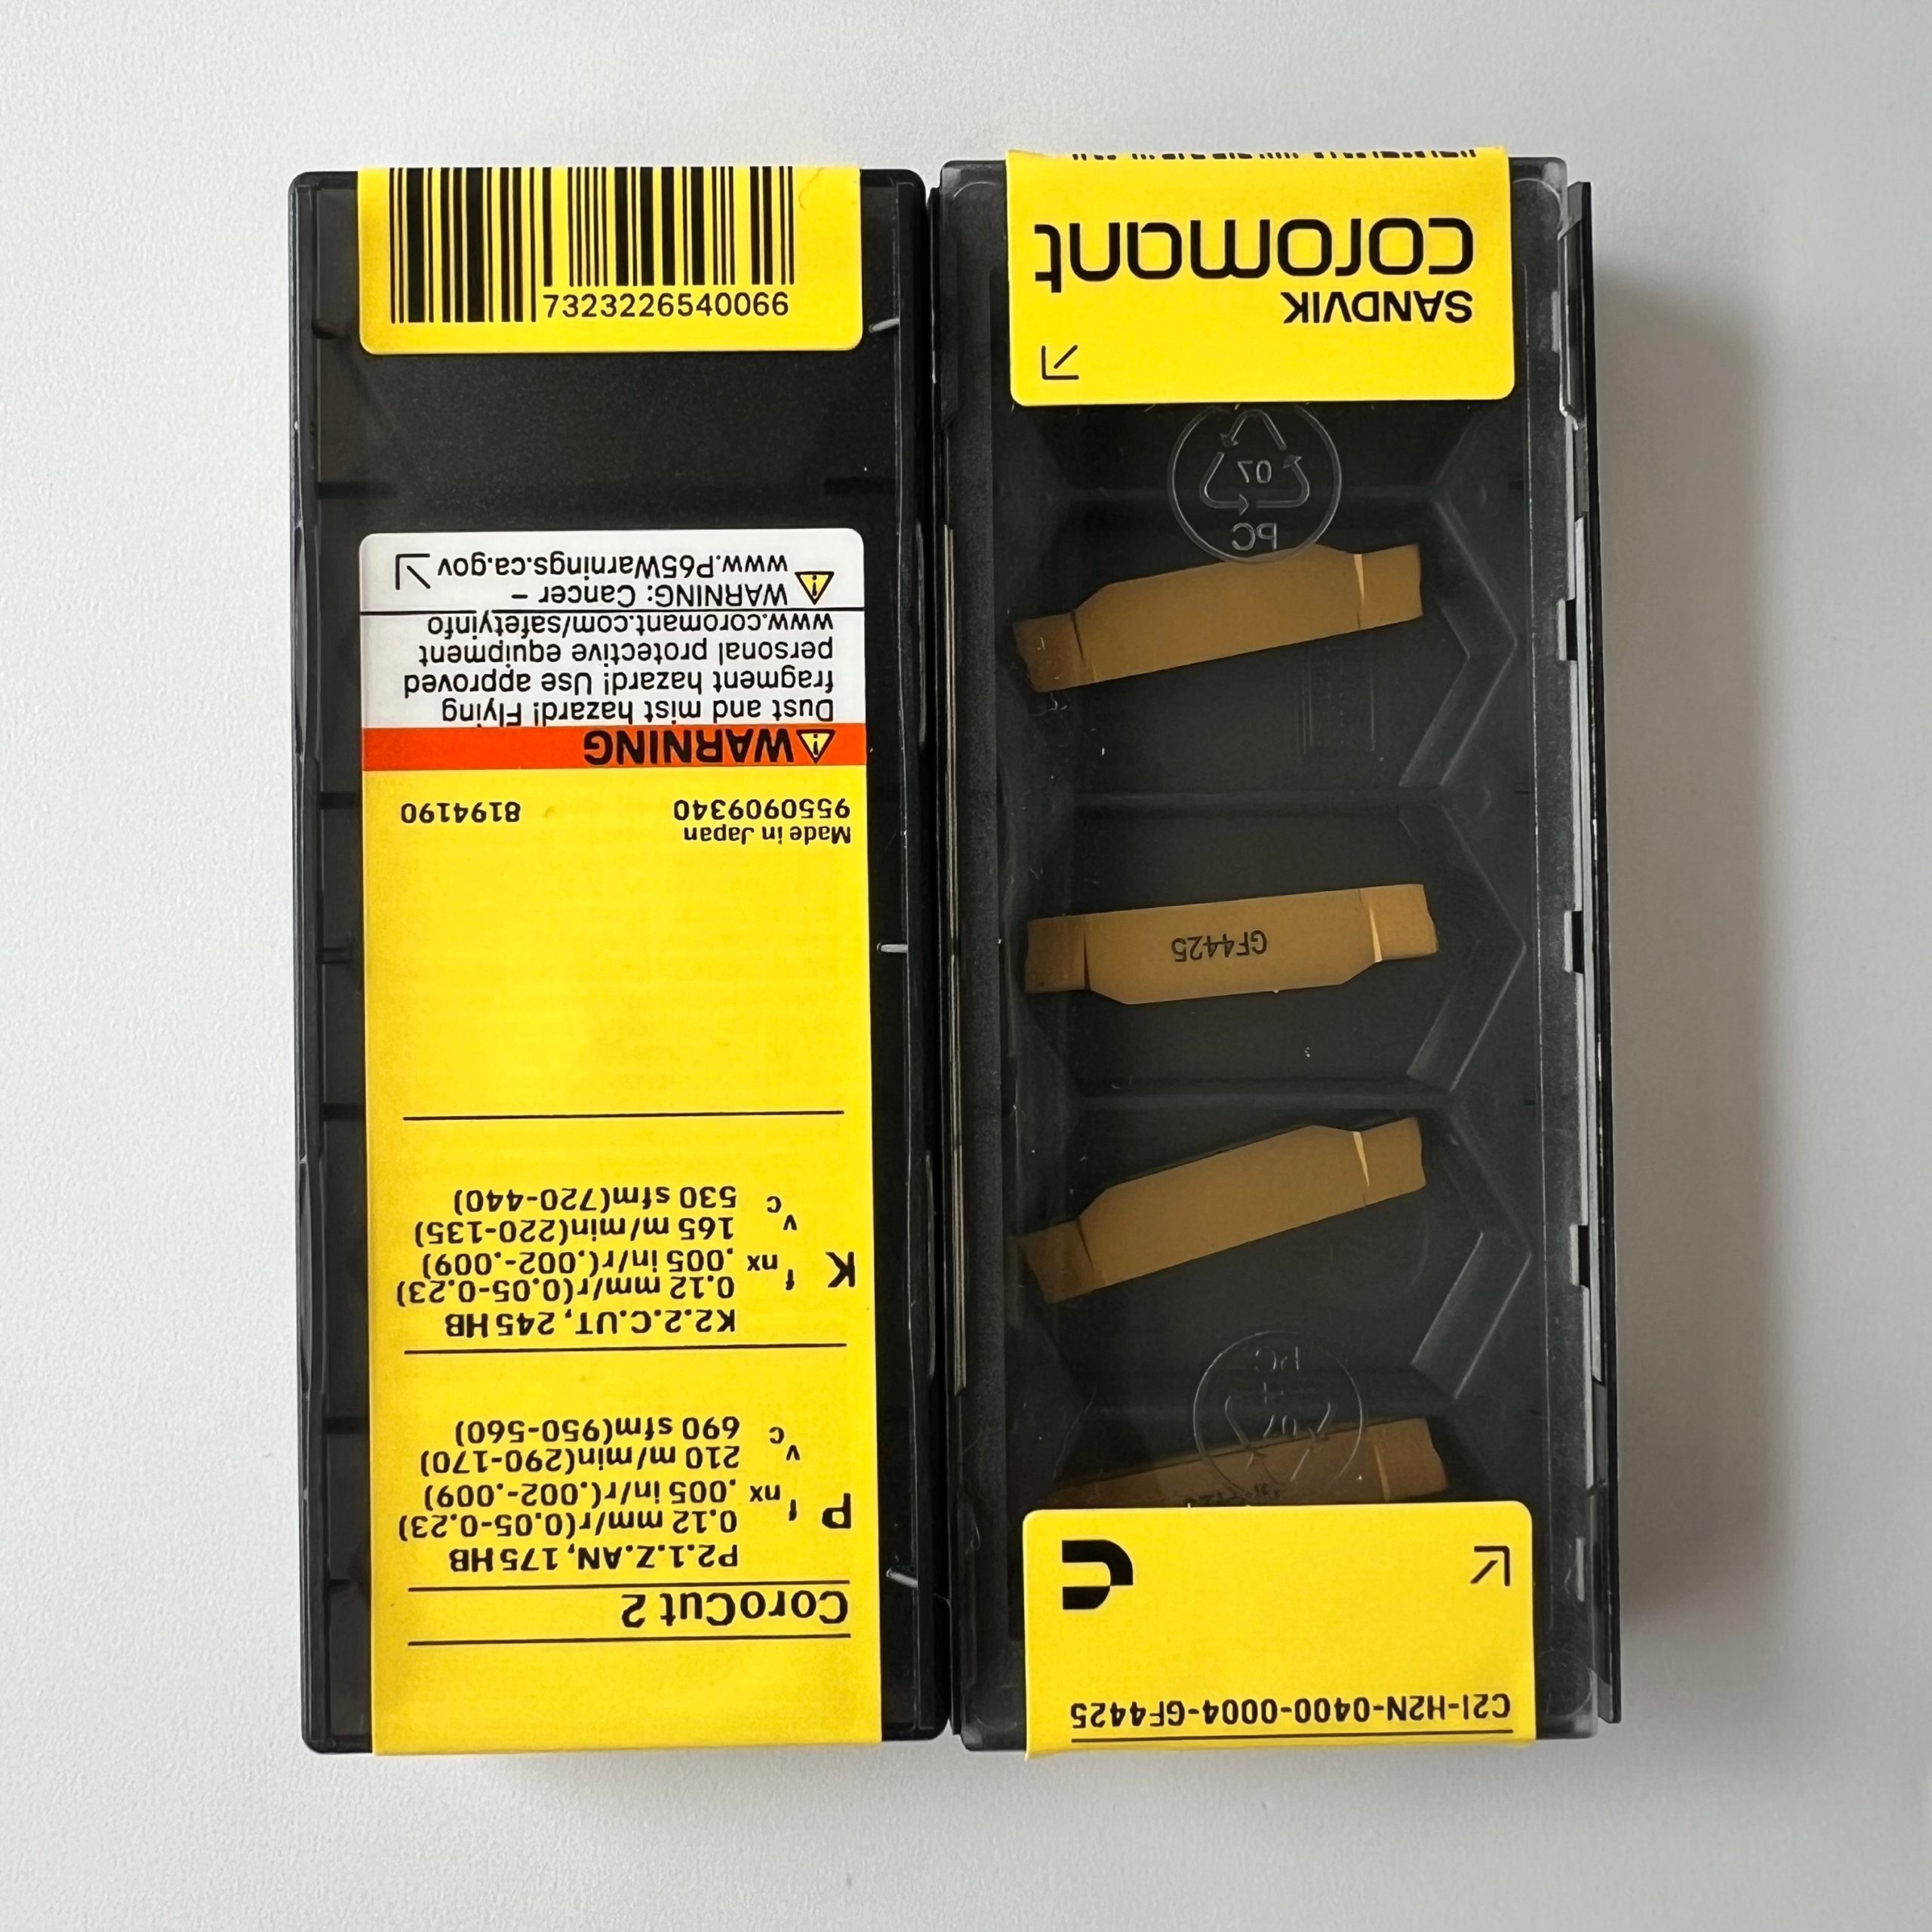 7323226540066
CoroCut 2
P2.1.Z.AN, 175 HB
P
f nx
0.12 mm/r(0.05-0.23)
.005 in/r(.002-.009)
v c
210 m/min(290-170)
690 sfm(950-560)
K2.2.C.UT, 245 HB
K
f nx
0.12 mm/r(0.05-0.23)
.005 in/r(.002-.009)
v c
165 m/min(220-135)
530 sfm(720-440)
Made in Japan
9550909340 8194190
WARNING
Dust and mist hazard! Flying
fragment hazard! Use approved
personal protective equipment
www.coromant.com/safetyinfo
WARNING: Cancer –
www.P65Warnings.ca.gov
C2I-H2N-0400-0004-GF4425
07
PC
GF4425
07
PC
SANDVIK
coromant